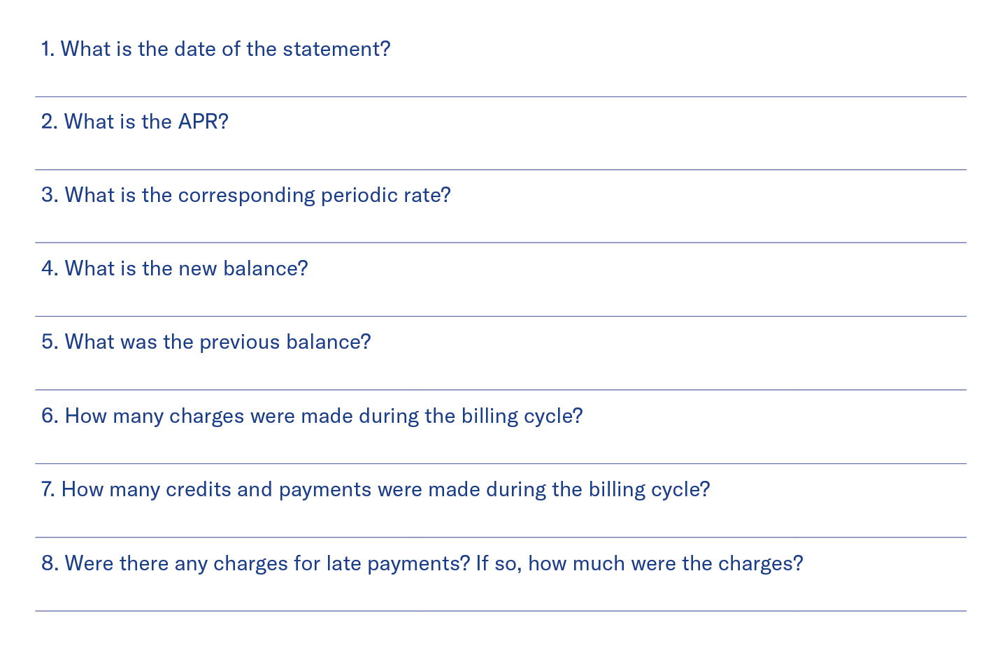 1. What is the date of the statement?
2. What is the APR?
3. What is the corresponding periodic rate?
4. What is the new balance?
5. What was the previous balance?
6. How many charges were made during the billing cycle?
7. How many credits and payments were made during the billing cycle?
8. Were there any charges for late payments? If so, how much were the charges?